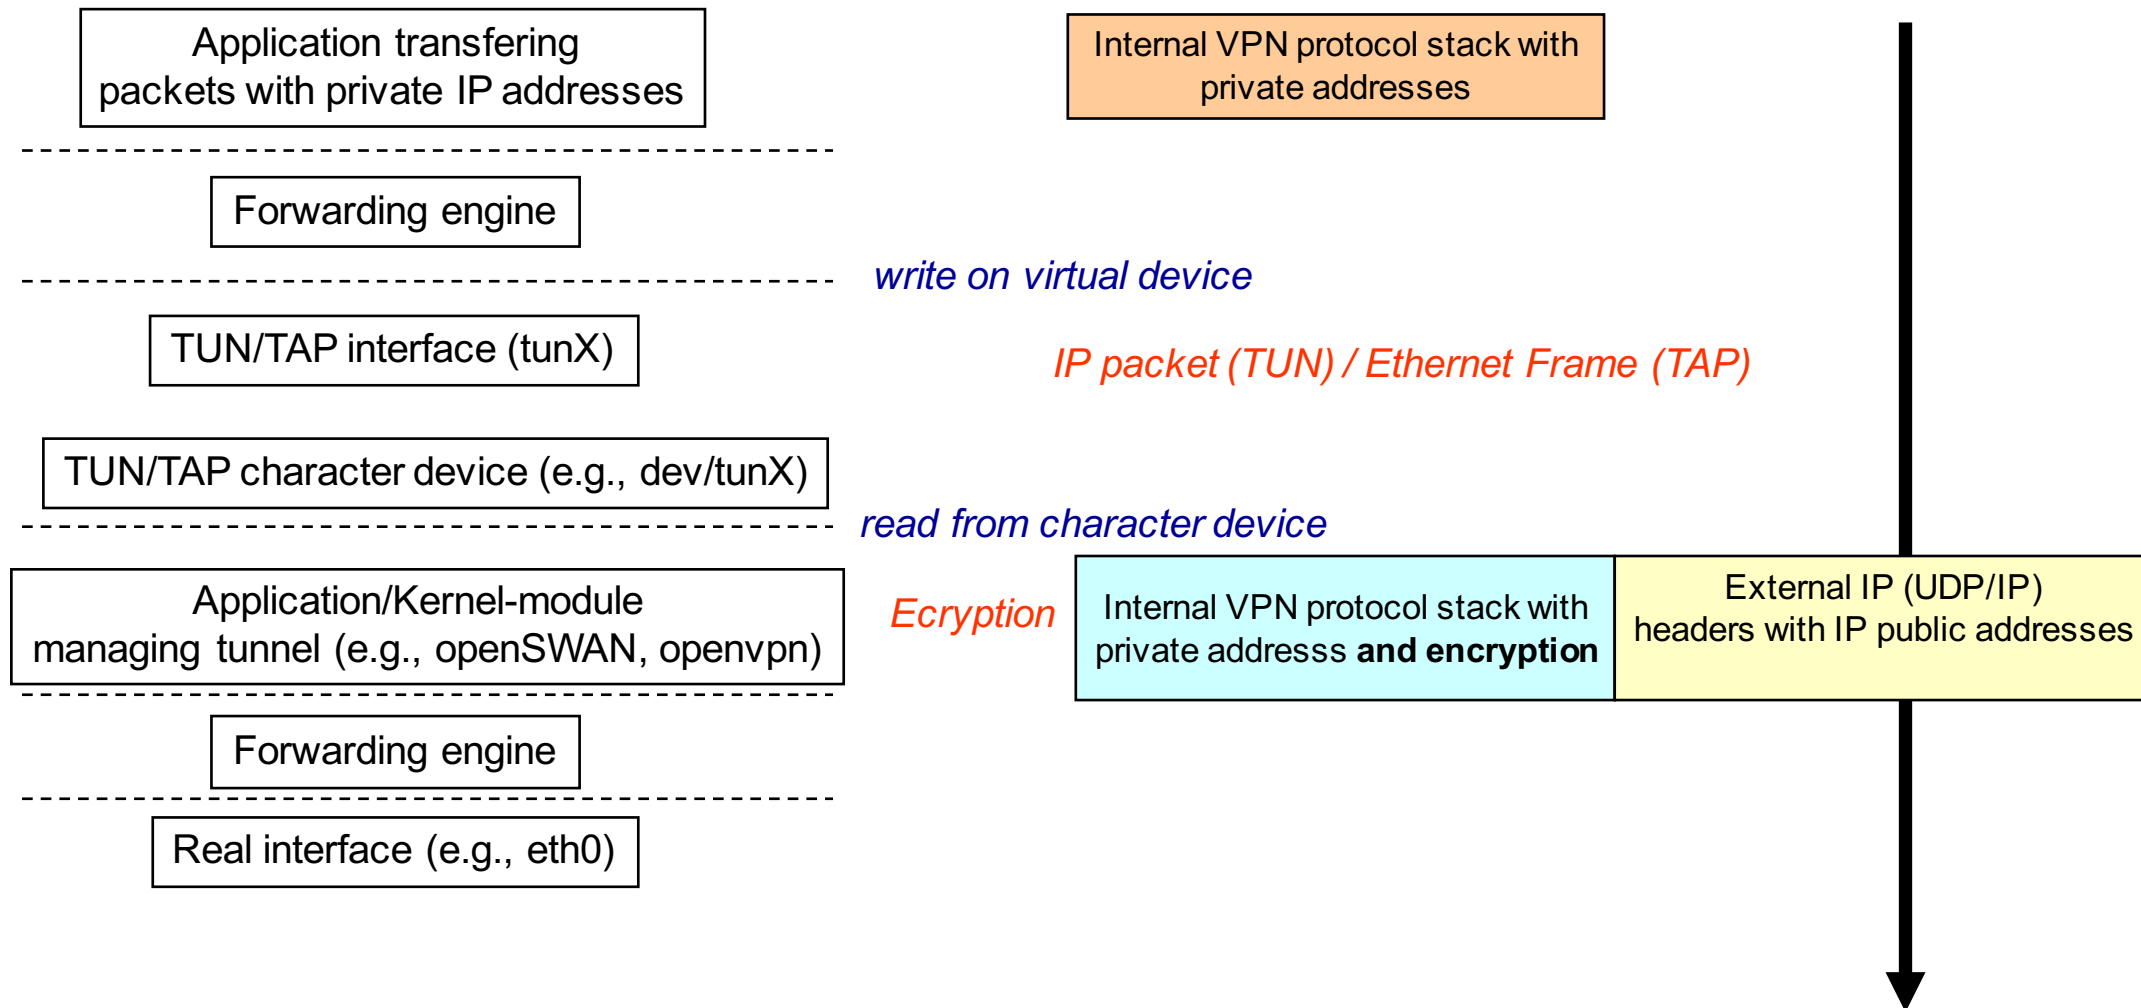 Application transfering
packets with private IP addresses
Internal VPN protocol stack with
private addresses
Forwarding engine
write on virtual device
TUN/TAP interface (tunX)
IP packet (TUN) / Ethernet Frame (TAP)
TUN/TAP character device (e.g., dev/tunX)
read from character device
Application/Kernel-module
managing tunnel (e.g., openSWAN, openvpn)
Ecryption
Internal VPN protocol stack with
private addresss and encryption
External IP (UDP/IP)
headers with IP public addresses
Forwarding engine
Real interface (e.g., eth0)